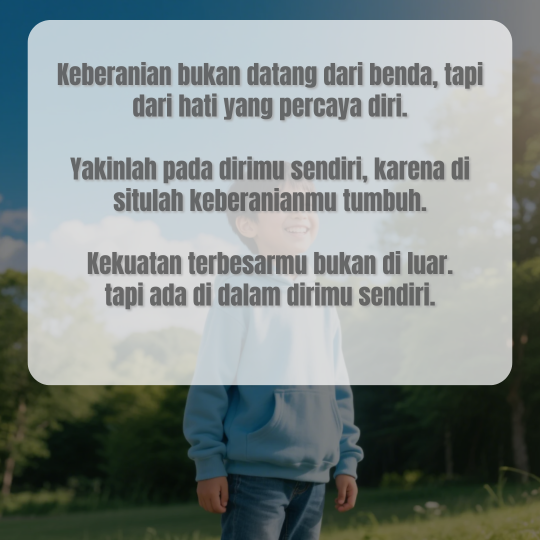 Keberanian bukan datang dari benda, tapi
dari hati yang percaya diri.
Yakinlah pada dirimu sendiri, karena di
situlah keberanianmu tumbuh.
Kekuatan terbesarmu bukan di luar.
tapi ada di dalam dirimu sendiri.